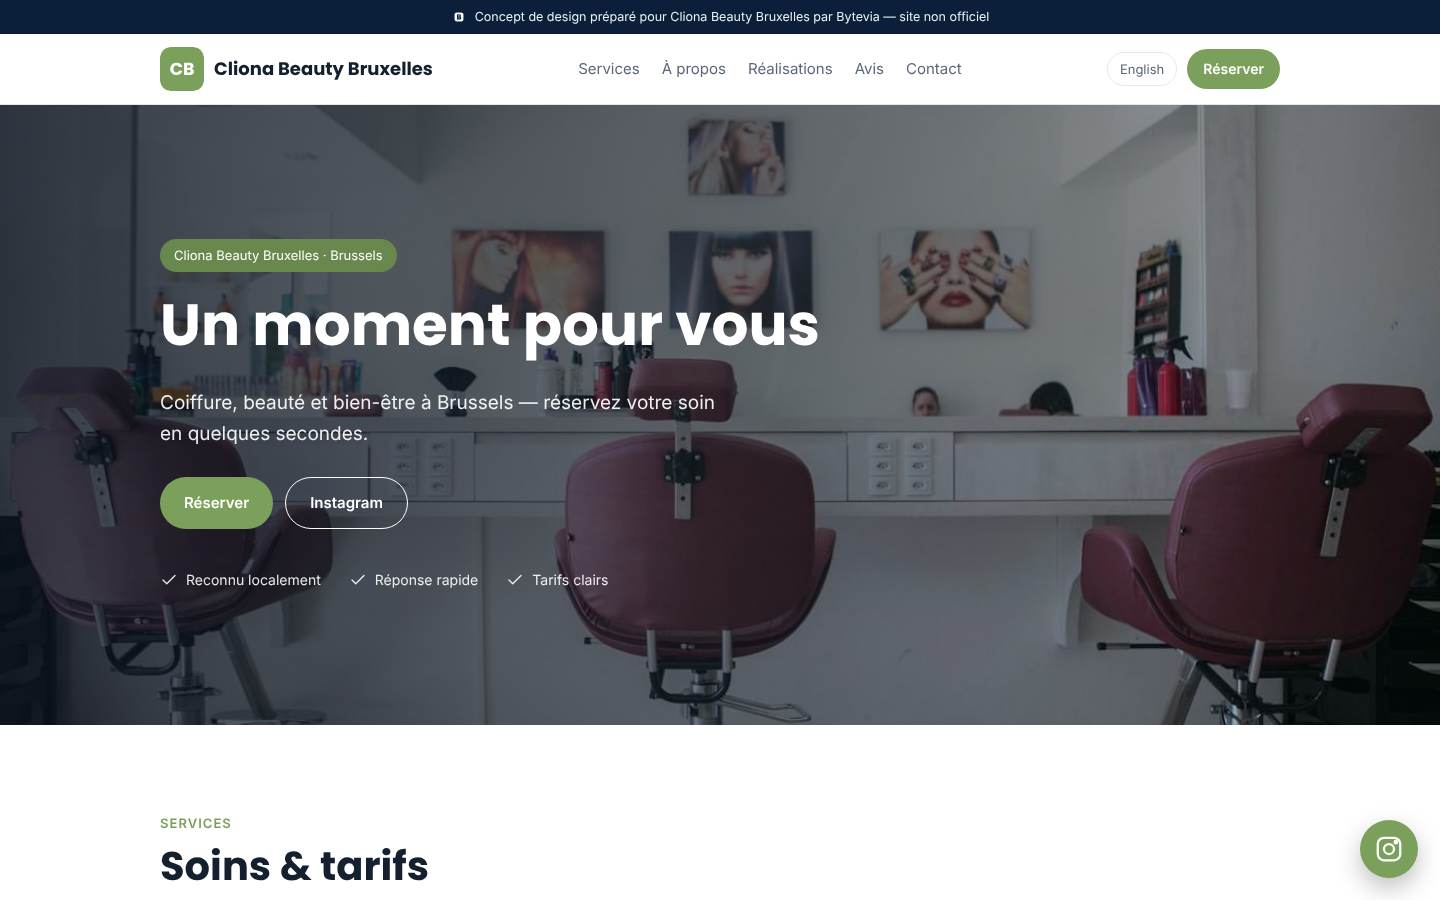 Concept de design préparé pour Cliona Beauty Bruxelles par Bytevia — site non officiel
CB
Cliona Beauty Bruxelles
Services
À propos
Réalisations
Avis
Contact
English
Réserver
Cliona Beauty Bruxelles · Brussels
Un moment pour vous
Coiffure, beauté et bien-être à Brussels — réservez votre soin
en quelques secondes.
Réserver
Instagram
Reconnu localement
Réponse rapide
Tarifs clairs
SERVICES
Soins & tarifs